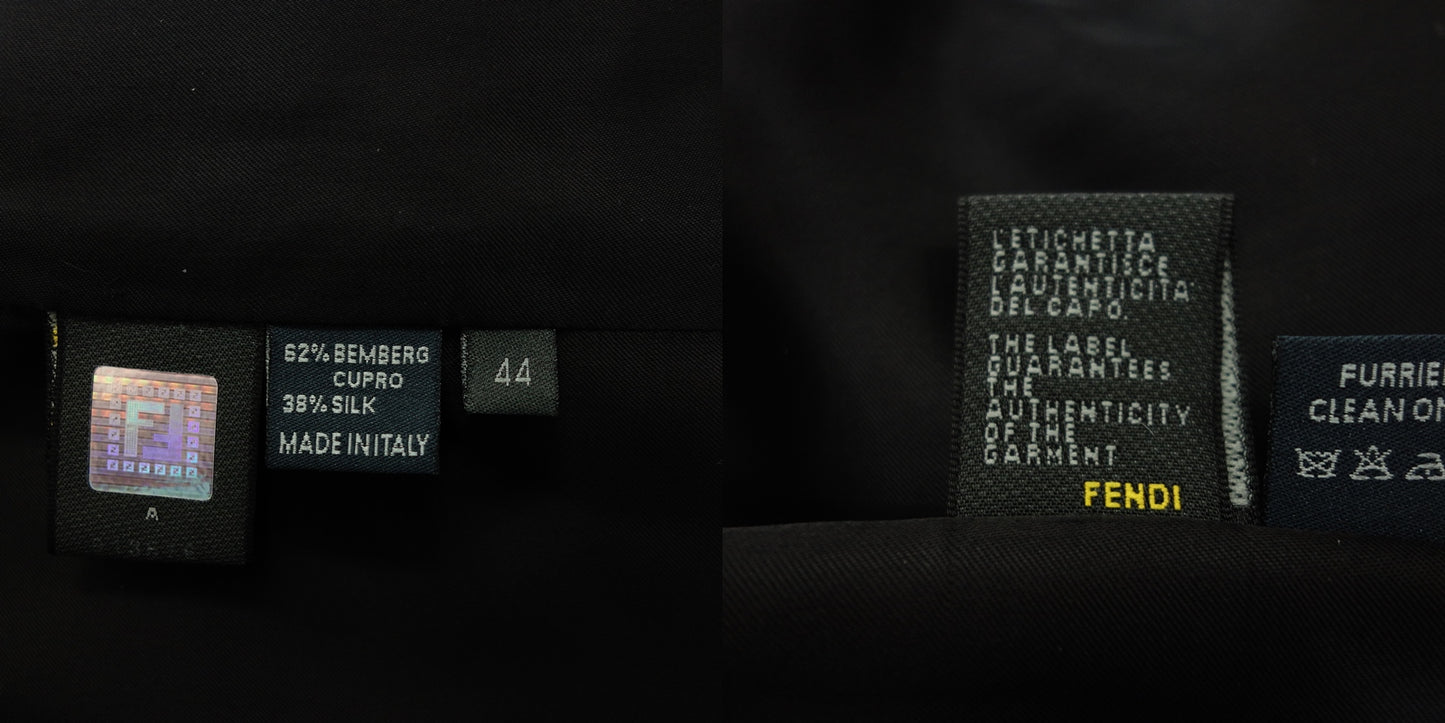 A
62% BEMBERG
CUPRO
38% SILK
MADE IN ITALY
44
L'ETICHETTA
GARANTISCE
L'AUTENTICITA'
DEL CAPO.
THE LABEL
GUARANTEES
THE
AUTHENTICITY
OF THE
GARMENT
FENDI
FURRIE
CLEAN ON